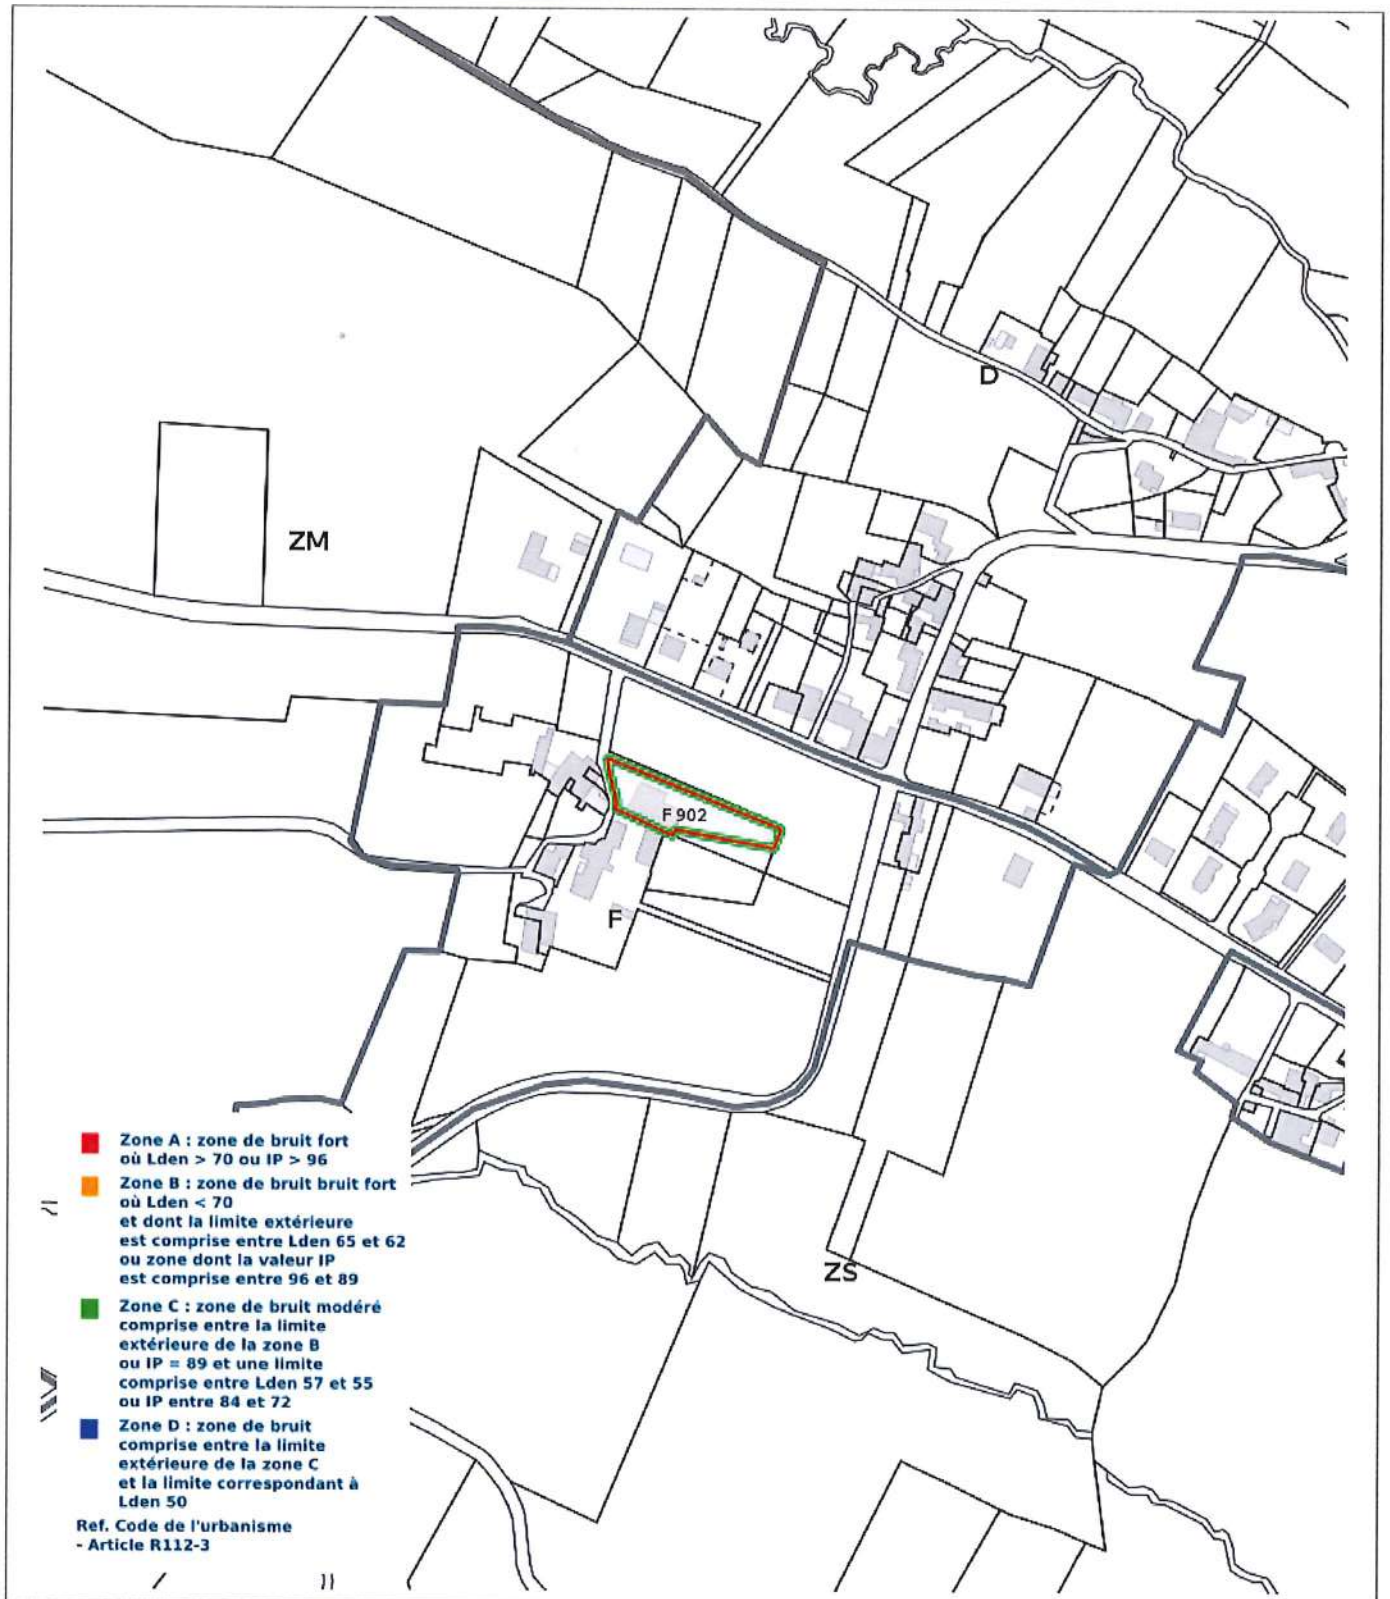 D
ZM
F 902
F
Zone A : zone de bruit fort
où Lden > 70 ou IP > 96
Zone B : zone de bruit bruit fort
où Lden < 70
et dont la limite extérieure
est comprise entre Lden 65 et 62
ou zone dont la valeur IP
est comprise entre 96 et 89
ZS
Zone C : zone de bruit modéré
comprise entre la limite
extérieure de la zone B
ou IP = 89 et une limite
comprise entre Lden 57 et 55
ou IP entre 84 et 72
Zone D : zone de bruit
comprise entre la limite
extérieure de la zone C
et la limite correspondant à
Lden 50
Ref. Code de l'urbanisme
- Article R112-3